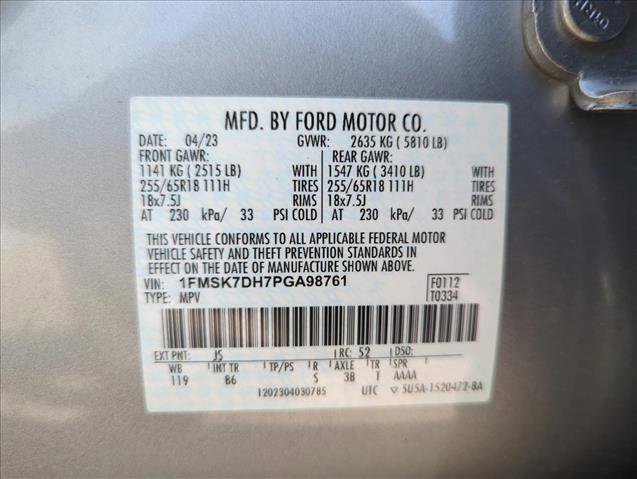 MFD. BY FORD MOTOR CO.
DATE: 04/23 GVWR: 2635 KG ( 5810 LB)
FRONT GAWR: REAR GAWR:
1141 KG ( 2515 LB) WITH 1547 KG ( 3410 LB) WITH
255/65R18 111H TIRES 255/65R18 111H TIRES
18x7.5J RIMS 18x7.5J RIMS
AT 230 kPa/ 33 PSI COLD AT 230 kPa/ 33 PSI COLD
THIS VEHICLE CONFORMS TO ALL APPLICABLE FEDERAL MOTOR
VEHICLE SAFETY AND THEFT PREVENTION STANDARDS IN
EFFECT ON THE DATE OF MANUFACTURE SHOWN ABOVE.
VIN: 1FMSK7DH7PGA98761 F0112
TYPE: MPV T0334
EXT PNT: JS RC: 52 DSO:
WB INT TR TP/PS R AXLE TR SPR
119 86 S 3B T AAAA
1202304030785 UTC ▽ 5U5A-1520472-BA